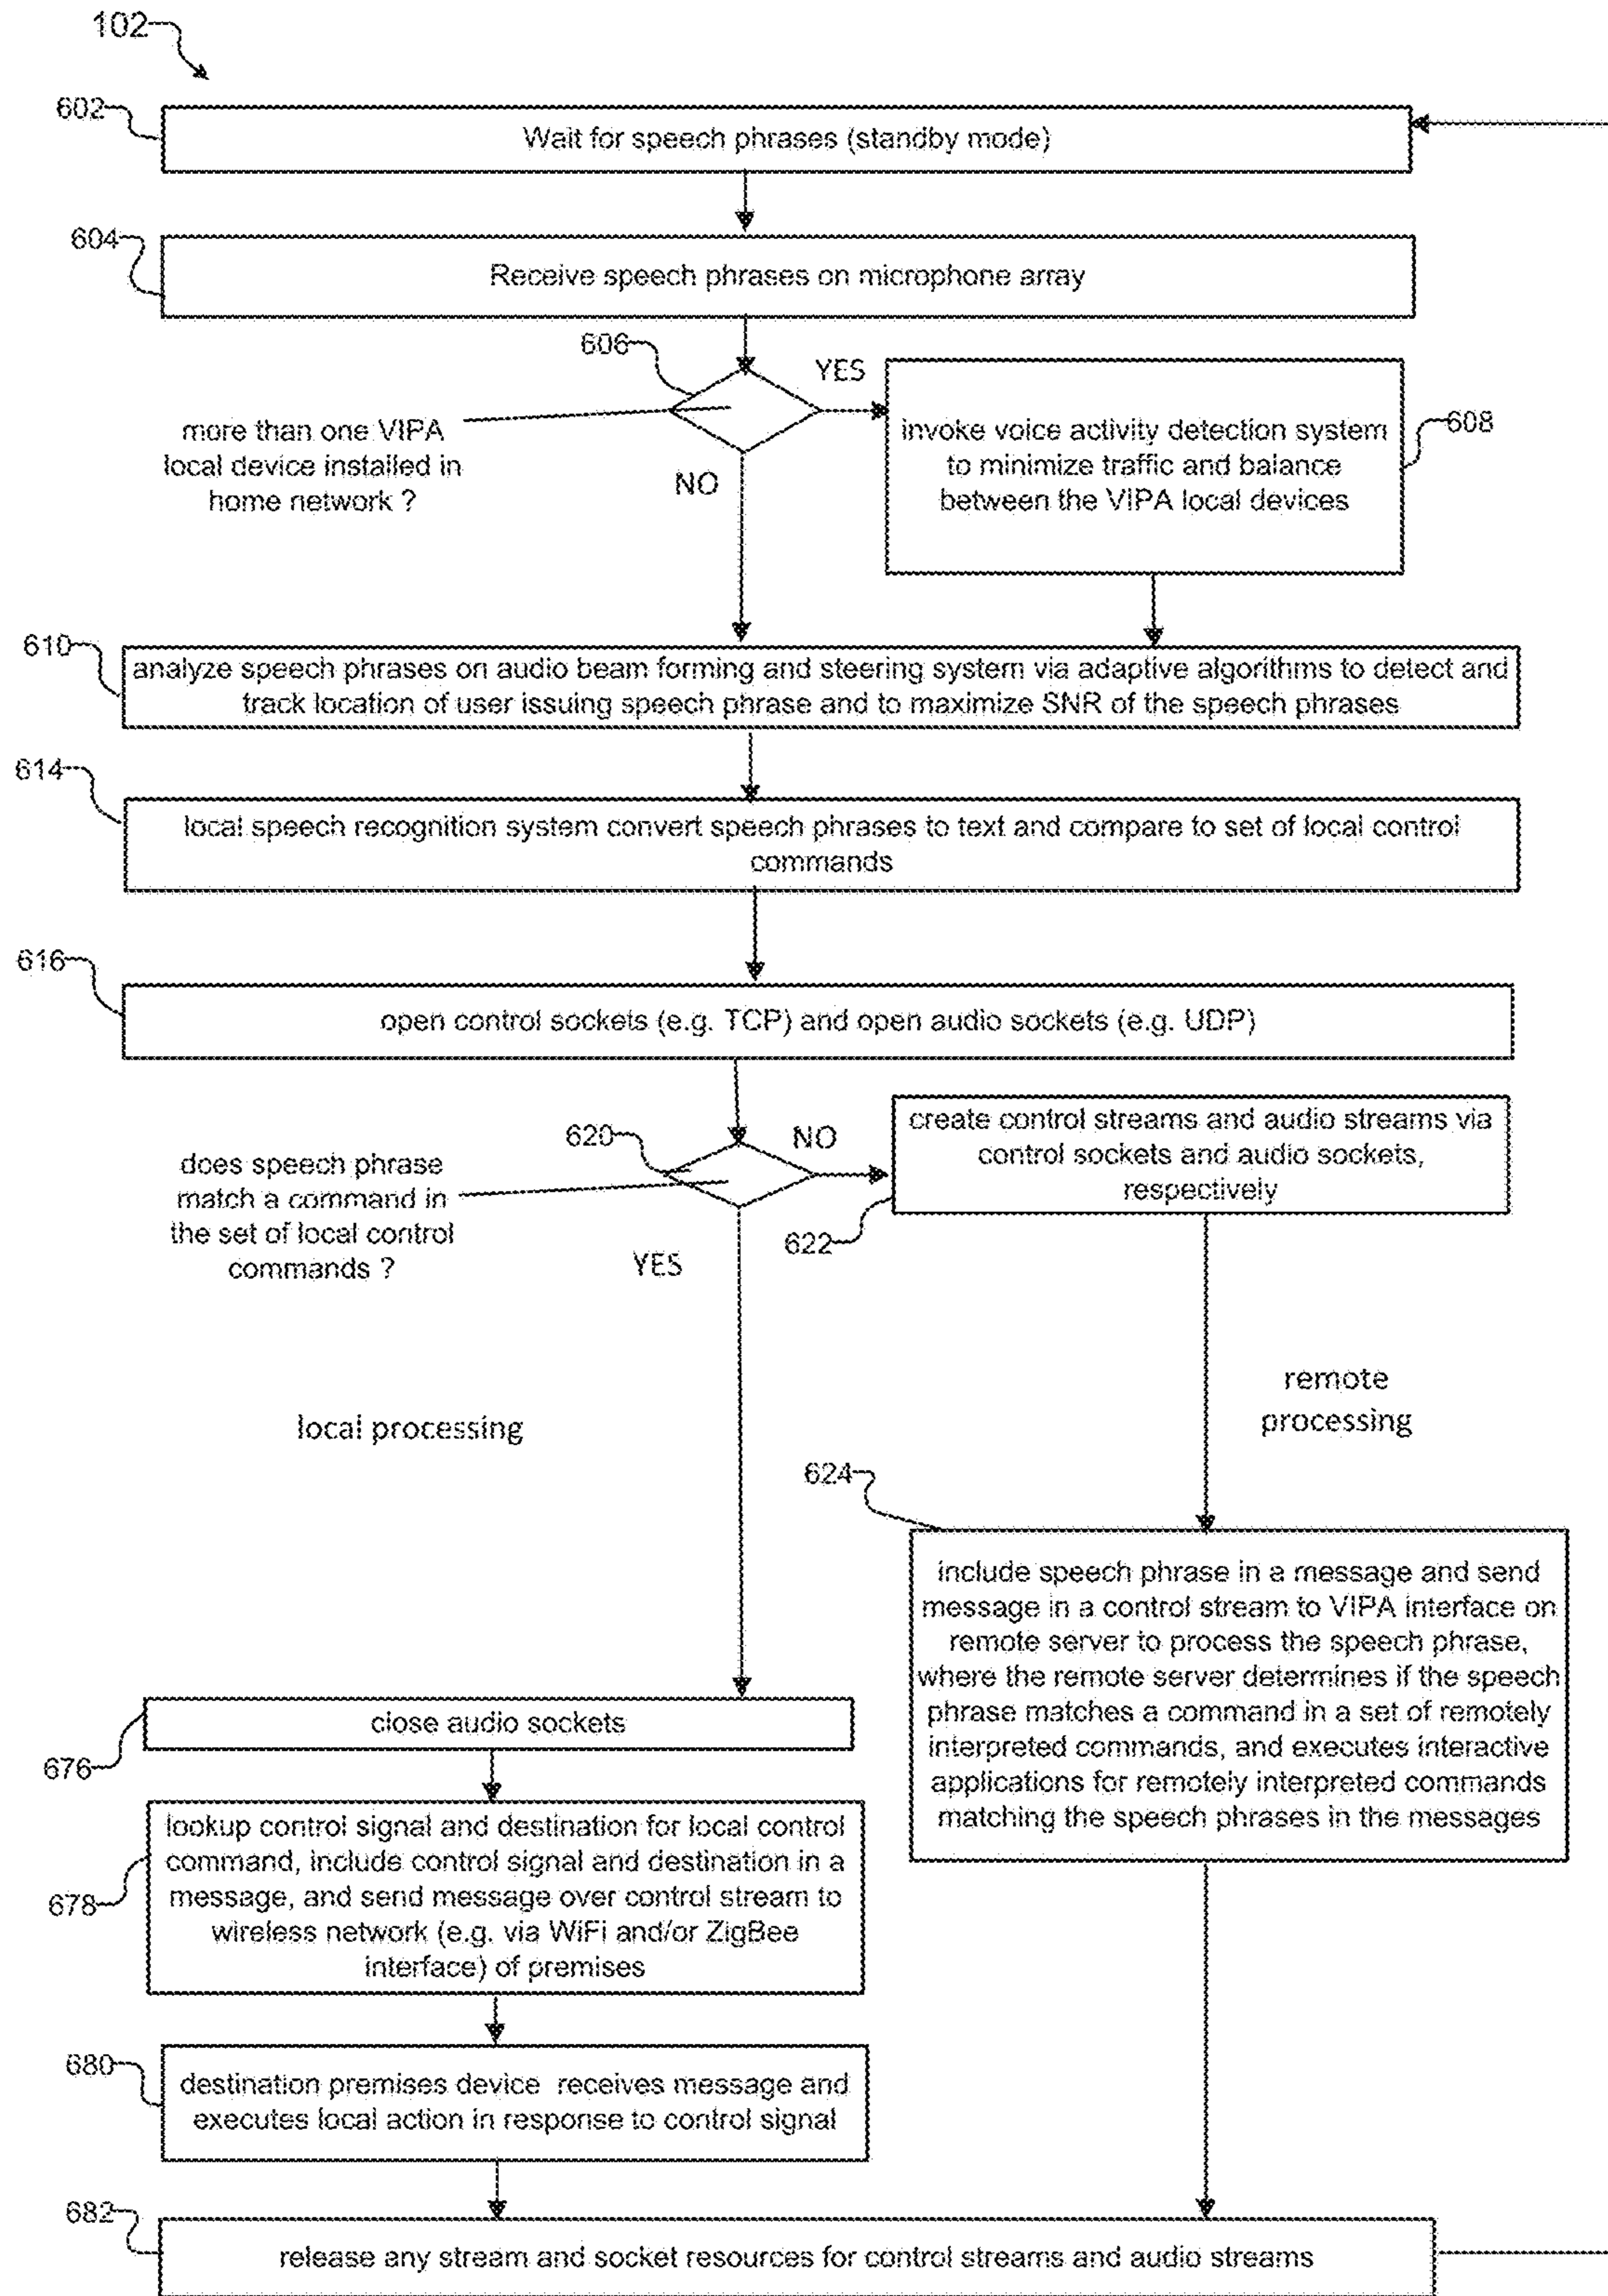 102
602
Wait for speech phrases (standby mode)
604
Receive speech phrases on microphone array
606
YES
more than one VIPA
local device installed in
home network ?
NO
invoke voice activity detection system
to minimize traffic and balance
between the VIPA local devices
608
610
analyze speech phrases on audio beam forming and steering system via adaptive algorithms to detect and
track location of user issuing speech phrase and to maximize SNR of the speech phrases
614
local speech recognition system convert speech phrases to text and compare to set of local control
commands
616
open control sockets (e.g. TCP) and open audio sockets (e.g. UDP)
620
NO
does speech phrase
match a command in
the set of local control
commands ?
YES
create control streams and audio streams via
control sockets and audio sockets,
respectively
622
local processing
remote
processing
624
include speech phrase in a message and send
message in a control stream to VIPA interface on
remote server to process the speech phrase,
where the remote server determines if the speech
phrase matches a command in a set of remotely
interpreted commands, and executes interactive
applications for remotely interpreted commands
matching the speech phrases in the messages
close audio sockets
676
lookup control signal and destination for local control
command, include control signal and destination in a
message, and send message over control stream to
wireless network (e.g. via WiFi and/or ZigBee
interface) of premises
678
680
destination premises device receives message and
executes local action in response to control signal
682
release any stream and socket resources for control streams and audio streams